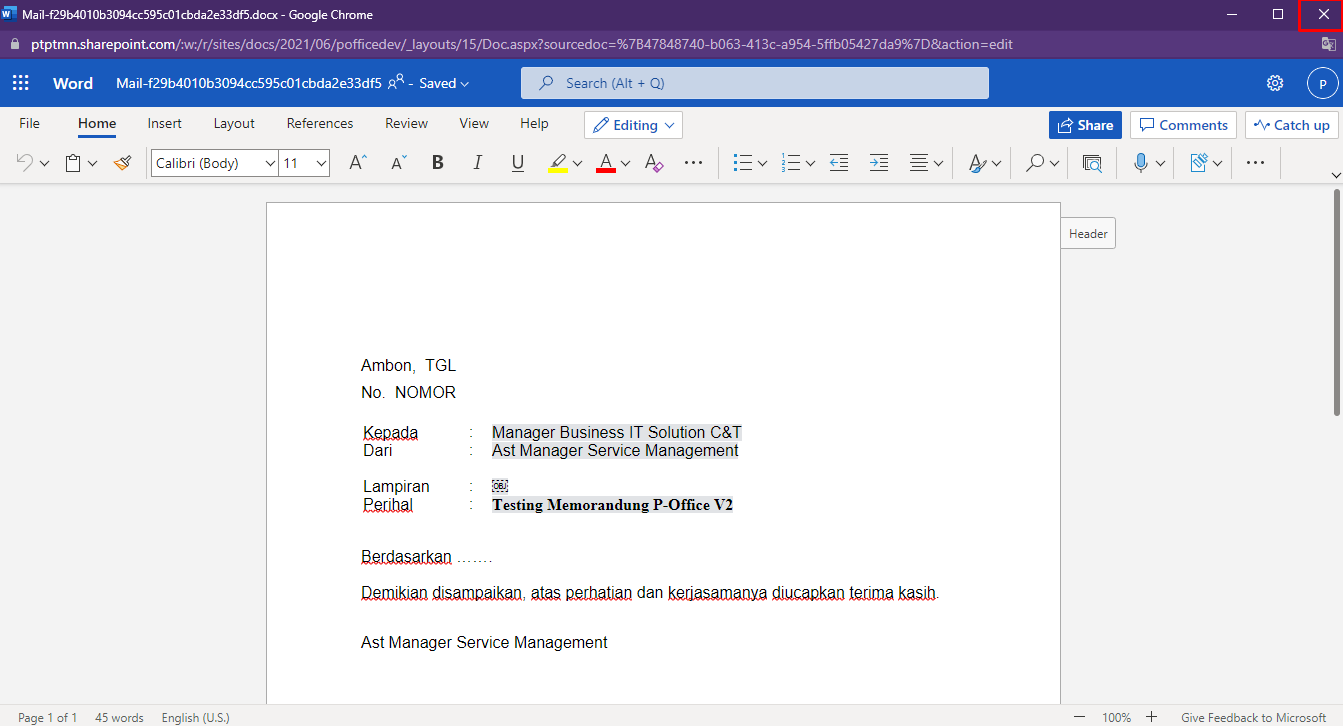 Mail-f29b4010b3094cc595c01cbda2e33df5.docx - Google Chrome
ptptmn.sharepoint.com/:w:/r/sites/docs/2021/06/pofficedev/_layouts/15/Doc.aspx?sourcedoc=%7B47848740-b063-413c-a954-5ffb05427da9%7D&action=edit
Word Mail-f29b4010b3094cc595c01cbda2e33df5 - Saved Search (Alt + Q) P
File Home Insert Layout References Review View Help Editing Share Comments Catch up
Calibri (Body) 11 A A B I U A A ...
Header
Ambon, TGL
No. NOMOR
Kepada : Manager Business IT Solution C&T
Dari : Ast Manager Service Management
Lampiran : OBJ
Perihal : Testing Memorandung P-Office V2
Berdasarkan .......
Demikian disampaikan, atas perhatian dan kerjasamanya diucapkan terima kasih.
Ast Manager Service Management
Page 1 of 1 45 words English (U.S.) 100% Give Feedback to Microsoft